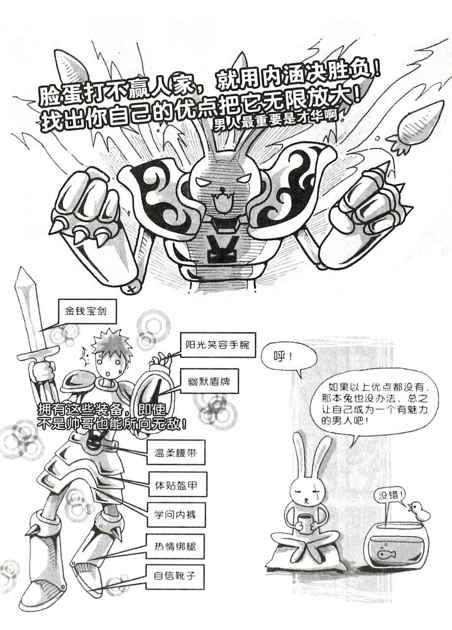 脸蛋打不赢人家，就用内涵决胜负！
找出你自己的优点把它无限放大！
男人最重要是才华啊
金钱宝剑
阳光笑容手腕
幽默盾牌
拥有这些装备，即使
不是帅哥也能所向无敌！
温柔腰带
体贴盔甲
学问内裤
热情绑腿
自信靴子
呼！
如果以上优点都没有，
那本兔也没办法，总之
让自己成为一个有魅力
的男人吧！
没错！